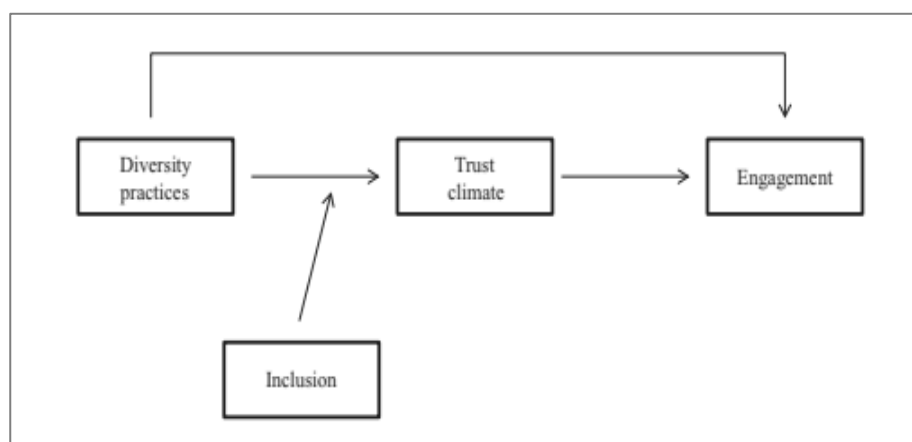 Diversity
practices
Trust
climate
Engagement
Inclusion